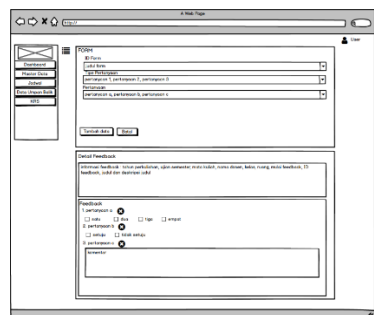 A Web Page
http://
User
Dashboard
Master Data
Jadwal
Data Umpan Balik
KRS
FORM
ID Form
judul form
Tipe Pertanyaan
pertanyaan 1, pertanyaan 2, pertanyaan 3
Pertanyaan
pertanyaan a, pertanyaan b, pertanyaan c
Tambah data
Batal
Detail Feedback
informasi feedback : tahun perkuliahan, ujian semester, mata kuliah, nama dosen, kelas, ruang, mulai feedback, ID
feedback, judul dan deskripsi judul
Feedback
1. pertanyaan a
satu dua tiga empat
2. pertanyaan b
setuju tidak setuju
3. pertanyaan c
komentar